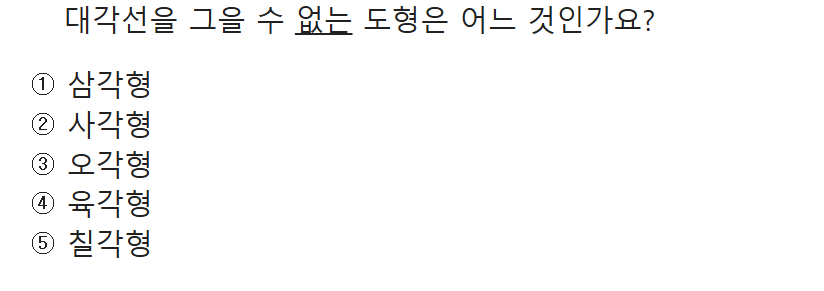 대각선을 그을 수 없는 도형은 어느 것인가요?
① 삼각형
② 사각형
③ 오각형
④ 육각형
⑤ 칠각형